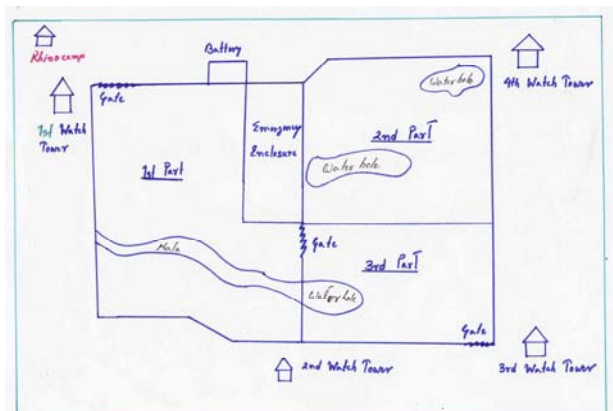 Rhino camp
Battery
4th Watch Tower
Gate
1st Watch
Tower
Water hole
Emergency
Enclosure
2nd Part
1st Part
Water hole
Gate
Nala
3rd Part
Water hole
Gate
2nd Watch Tower
3rd Watch Tower